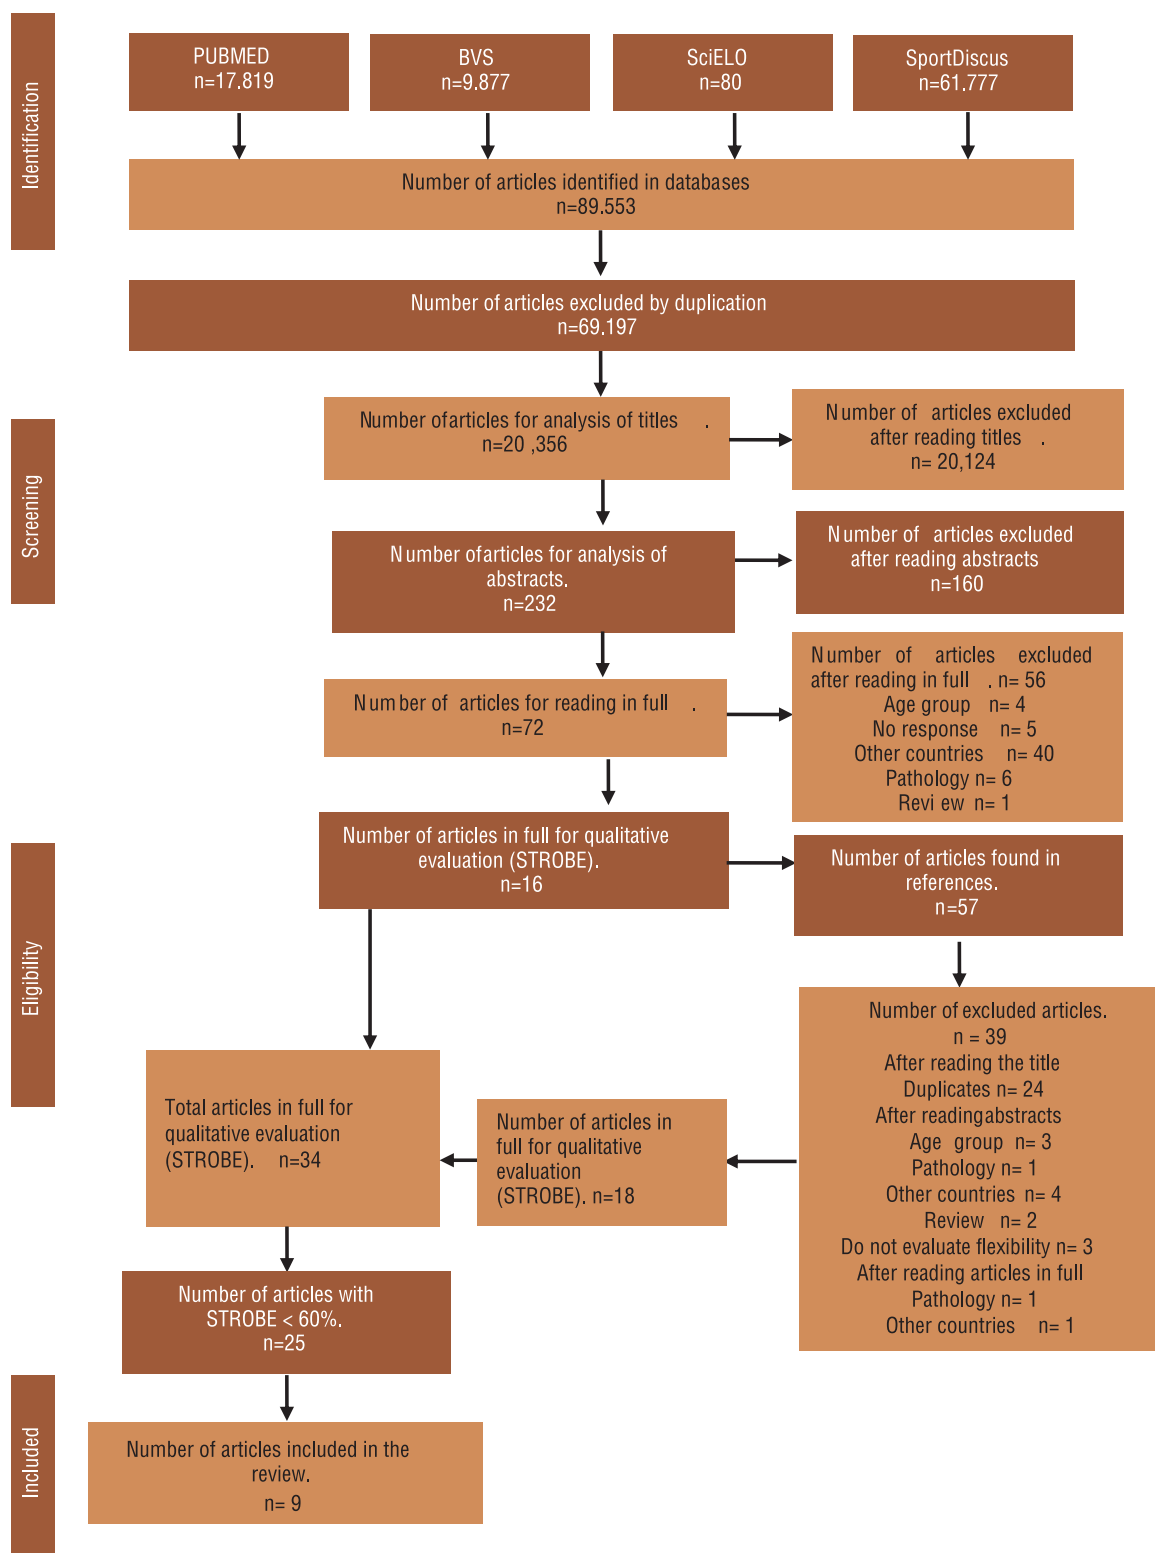 Identification
PUBMED
n=17.819
BVS
n=9.877
SciELO
n=80
SportDiscus
n=61.777
Number of articles identified in databases
n=89.553
Number of articles excluded by duplication
n=69.197
Screening
Number of articles for analysis of titles .
n=20 ,356
Number of articles excluded
after reading titles .
n= 20,124
Number of articles for analysis of
abstracts.
n=232
Number of articles excluded
after reading abstracts
n=160
Number of articles for reading in full .
n=72
Number of articles excluded
after reading in full . n= 56
Age group n= 4
No response n= 5
Other countries n= 40
Pathology n= 6
Revi ew n= 1
Eligibility
Number of articles in full for qualitative
evaluation (STROBE).
n=16
Number of articles found in
references.
n=57
Number of excluded articles.
n = 39
After reading the title
Duplicates n= 24
After readingabstracts
Age group n= 3
Pathology n= 1
Other countries n= 4
Review n= 2
Do not evaluate flexibility n= 3
After reading articles in full
Pathology n= 1
Other countries n= 1
Number of articles in
full for qualitative
evaluation
(STROBE). n=18
Total articles in full for
qualitative evaluation
(STROBE). n=34
Number of articles with
STROBE < 60%.
n=25
Included
Number of articles included in the
review.
n= 9